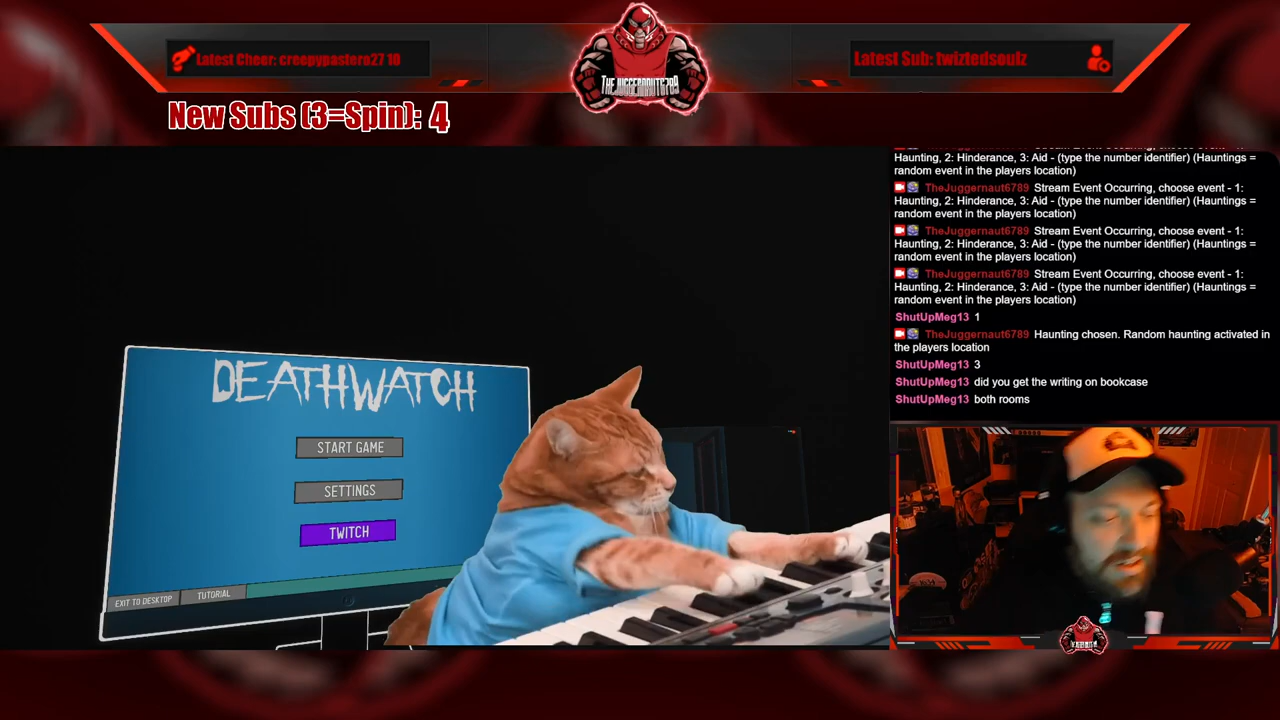 Latest Cheer: creepypastero27 10
THEJUGGERNAUT6789
Latest Sub: twiztedsoulz
New Subs (3=Spin): 4
Haunting, 2: Hinderance, 3: Aid - (type the number identifier) (Hauntings =
random event in the players location)
TheJuggernaut6789 Stream Event Occurring, choose event - 1:
Haunting, 2: Hinderance, 3: Aid - (type the number identifier) (Hauntings =
random event in the players location)
TheJuggernaut6789 Stream Event Occurring, choose event - 1:
Haunting, 2: Hinderance, 3: Aid - (type the number identifier) (Hauntings =
random event in the players location)
TheJuggernaut6789 Stream Event Occurring, choose event - 1:
Haunting, 2: Hinderance, 3: Aid - (type the number identifier) (Hauntings =
random event in the players location)
ShutUpMeg13 1
TheJuggernaut6789 Haunting chosen. Random haunting activated in
the players location
ShutUpMeg13 3
ShutUpMeg13 did you get the writing on bookcase
ShutUpMeg13 both rooms
DEATHWATCH
START GAME
SETTINGS
TWITCH
EXIT TO DESKTOP
TUTORIAL